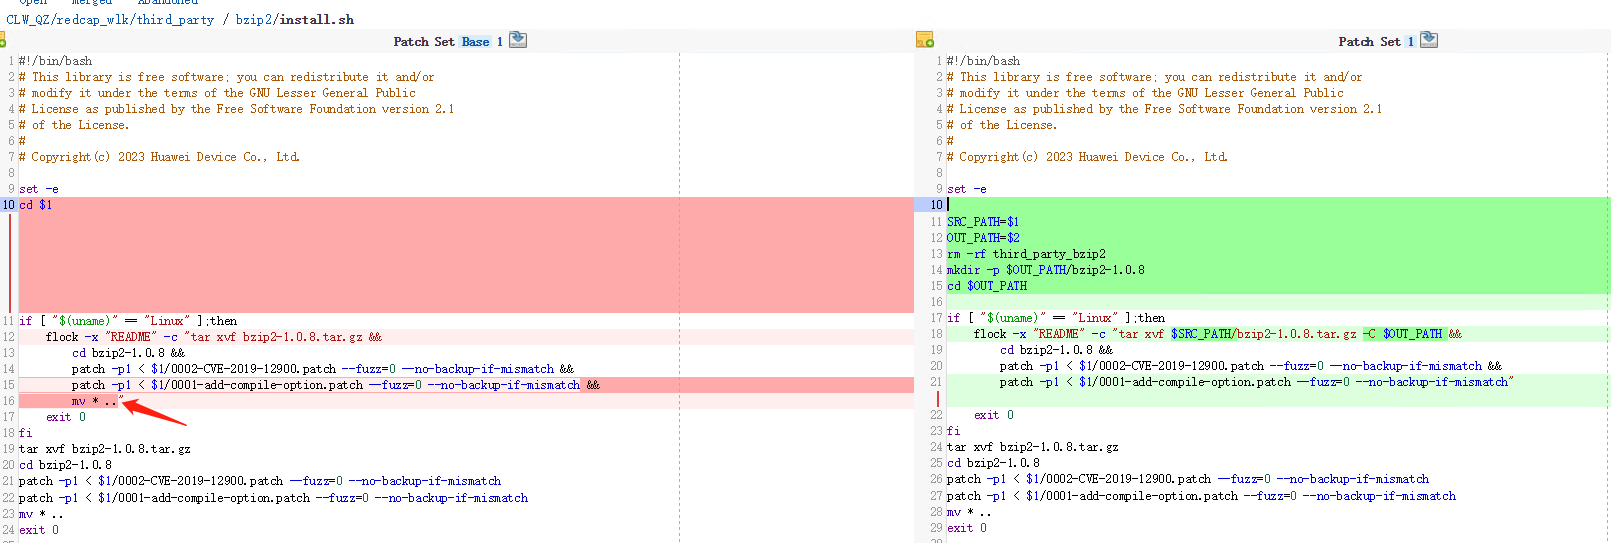 Open merged Abandoned
CLW_QZ/redcap_wlk/third_party / bzip2/install.sh
Patch Set Base 1
1 #!/bin/bash
2 # This library is free software; you can redistribute it and/or
3 # modify it under the terms of the GNU Lesser General Public
4 # License as published by the Free Software Foundation version 2.1
5 # of the License.
6 #
7 # Copyright(c) 2023 Huawei Device Co., Ltd.
8
9 set -e
10 cd $1
11 if [ "$(uname)" == "Linux" ];then
12 flock -x "README" -c "tar xvf bzip2-1.0.8.tar.gz &&
13 cd bzip2-1.0.8 &&
14 patch -p1 < $1/0002-CVE-2019-12900.patch --fuzz=0 --no-backup-if-mismatch &&
15 patch -p1 < $1/0001-add-compile-option.patch --fuzz=0 --no-backup-if-mismatch &&
16 mv * .."
17 exit 0
18 fi
19 tar xvf bzip2-1.0.8.tar.gz
20 cd bzip2-1.0.8
21 patch -p1 < $1/0002-CVE-2019-12900.patch --fuzz=0 --no-backup-if-mismatch
22 patch -p1 < $1/0001-add-compile-option.patch --fuzz=0 --no-backup-if-mismatch
23 mv * ..
24 exit 0
Patch Set 1
1 #!/bin/bash
2 # This library is free software; you can redistribute it and/or
3 # modify it under the terms of the GNU Lesser General Public
4 # License as published by the Free Software Foundation version 2.1
5 # of the License.
6 #
7 # Copyright(c) 2023 Huawei Device Co., Ltd.
8
9 set -e
10
11 SRC_PATH=$1
12 OUT_PATH=$2
13 rm -rf third_party_bzip2
14 mkdir -p $OUT_PATH/bzip2-1.0.8
15 cd $OUT_PATH
16
17 if [ "$(uname)" == "Linux" ];then
18 flock -x "README" -c "tar xvf $SRC_PATH/bzip2-1.0.8.tar.gz -C $OUT_PATH &&
19 cd bzip2-1.0.8 &&
20 patch -p1 < $1/0002-CVE-2019-12900.patch --fuzz=0 --no-backup-if-mismatch &&
21 patch -p1 < $1/0001-add-compile-option.patch --fuzz=0 --no-backup-if-mismatch"
22 exit 0
23 fi
24 tar xvf bzip2-1.0.8.tar.gz
25 cd bzip2-1.0.8
26 patch -p1 < $1/0002-CVE-2019-12900.patch --fuzz=0 --no-backup-if-mismatch
27 patch -p1 < $1/0001-add-compile-option.patch --fuzz=0 --no-backup-if-mismatch
28 mv * ..
29 exit 0